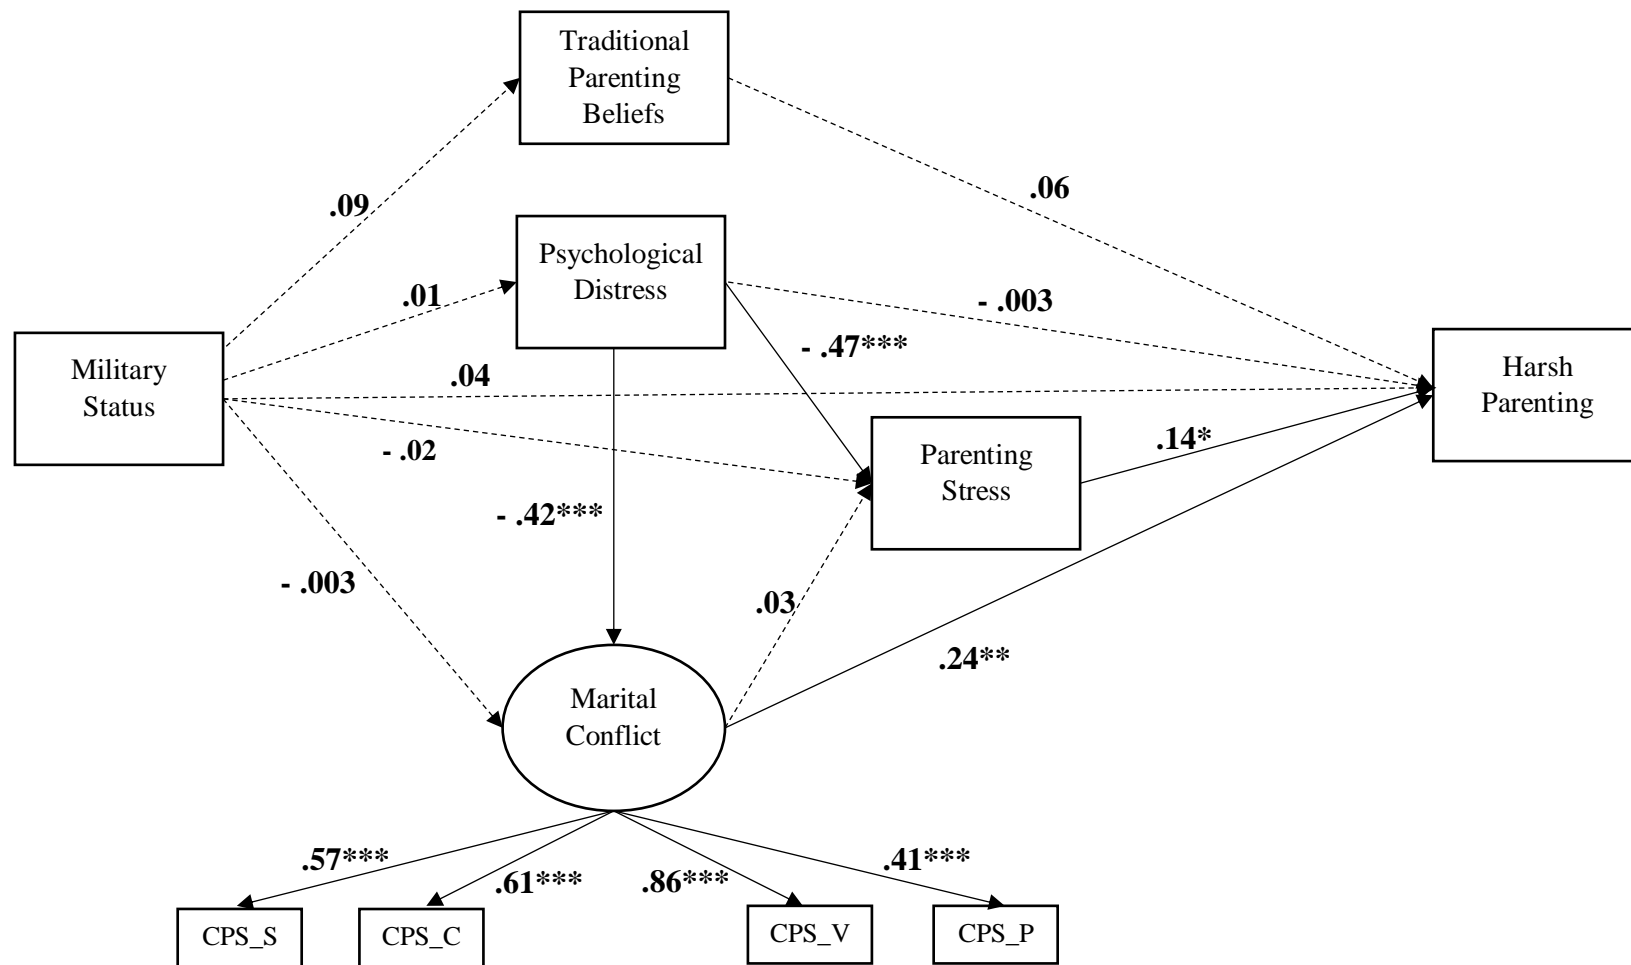 Traditional
Parenting
Beliefs
.09
.06
Psychological
Distress
.01
- .003
- .47***
Military
Status
.04
Harsh
Parenting
- .02
.14*
Parenting
Stress
- .42***
- .003
.03
.24**
Marital
Conflict
.57***
.61***
.86***
.41***
CPS_S
CPS_C
CPS_V
CPS_P